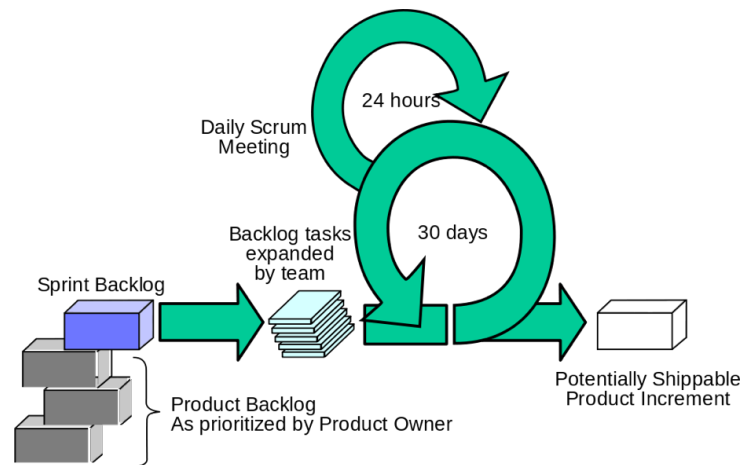 24 hours
Daily Scrum
Meeting
Backlog tasks
expanded
by team
30 days
Sprint Backlog
Potentially Shippable
Product Increment
Product Backlog
As prioritized by Product Owner